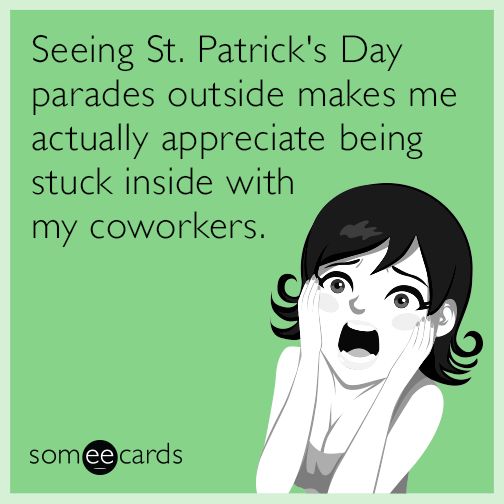 Seeing St. Patrick's Day
parades outside makes me
actually appreciate being
stuck inside with
my coworkers.
someecards